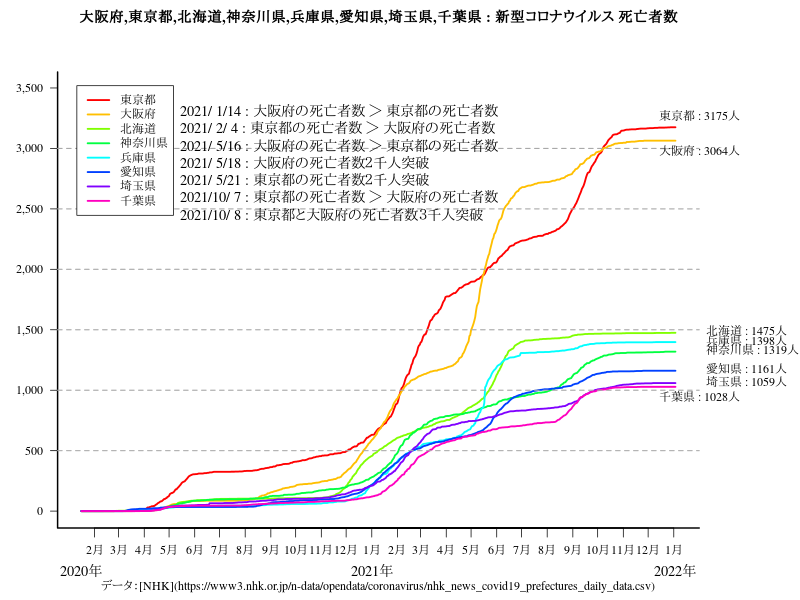 大阪府,東京都,北海道,神奈川県,兵庫県,愛知県,埼玉県,千葉県 : 新型コロナウイルス 死亡者数
3,500
3,000
2,500
2,000
1,500
1,000
500
0
東京都
大阪府
北海道
神奈川県
兵庫県
愛知県
埼玉県
千葉県
2021/ 1/14 : 大阪府の死亡者数 ＞ 東京都の死亡者数
2021/ 2/ 4 : 東京都の死亡者数 ＞ 大阪府の死亡者数
2021/ 5/16 : 大阪府の死亡者数 ＞ 東京都の死亡者数
2021/ 5/18 : 大阪府の死亡者数2千人突破
2021/ 5/21 : 東京都の死亡者数2千人突破
2021/10/ 7 : 東京都の死亡者数 ＞ 大阪府の死亡者数
2021/10/ 8 : 東京都と大阪府の死亡者数3千人突破
東京都 : 3175人
大阪府 : 3064人
北海道 : 1475人
兵庫県 : 1398人
神奈川県 : 1319人
愛知県 : 1161人
埼玉県 : 1059人
千葉県 : 1028人
2月 3月 4月 5月 6月 7月 8月 9月 10月 11月 12月 1月 2月 3月 4月 5月 6月 7月 8月 9月 10月 11月 12月 1月
2020年 2021年 2022年
データ：[NHK](https://www3.nhk.or.jp/n-data/opendata/coronavirus/nhk_news_covid19_prefectures_daily_data.csv)